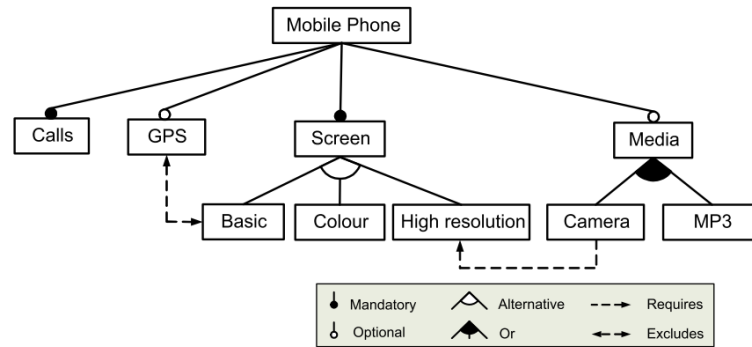 Mobile Phone
Calls
GPS
Screen
Media
Basic
Colour
High resolution
Camera
MP3
Mandatory
Alternative
Requires
Optional
Or
Excludes